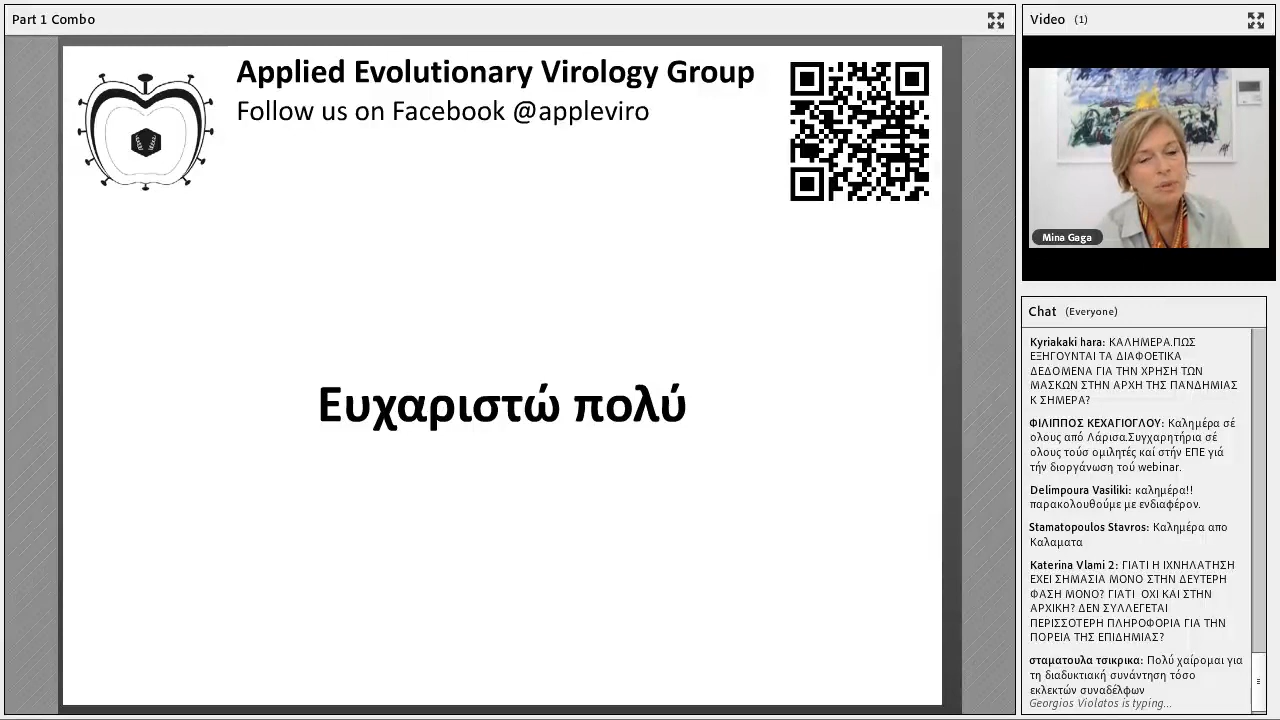 Part 1 Combo
Applied Evolutionary Virology Group
Follow us on Facebook @appleviro
Ευχαριστώ πολύ
Video (1)
Mina Gaga
Chat (Everyone)
Kyriakaki hara: ΚΑΛΗΜΕΡΑ.ΠΩΣ
ΕΞΗΓΟΥΝΤΑΙ ΤΑ ΔΙΑΦΟΕΤΙΚΑ
ΔΕΔΟΜΕΝΑ ΓΙΑ ΤΗΝ ΧΡΗΣΗ ΤΩΝ
ΜΑΣΚΩΝ ΣΤΗΝ ΑΡΧΗ ΤΗΣ ΠΑΝΔΗΜΙΑΣ
Κ ΣΗΜΕΡΑ?
ΦΙΛΙΠΠΟΣ ΚΕΧΑΓΙΟΓΛΟΥ: Καλημέρα σέ
ολους από Λάρισα.Συγχαρητήρια σέ
ολους τούσ ομιλητές καί στήν ΕΠΕ γιά
τήν διοργάνωση τού webinar.
Delimpoura Vasiliki: καλημέρα!!
παρακολουθούμε με ενδιαφέρον.
Stamatopoulos Stavros: Καλημέρα απο
Καλαματα
Katerina Vlami 2: ΓΙΑΤΙ Η ΙΧΝΗΛΑΤΗΣΗ
ΕΧΕΙ ΣΗΜΑΣΙΑ ΜΟΝΟ ΣΤΗΝ ΔΕΥΤΕΡΗ
ΦΑΣΗ ΜΟΝΟ? ΓΙΑΤΙ ΟΧΙ ΚΑΙ ΣΤΗΝ
ΑΡΧΙΚΗ? ΔΕΝ ΣΥΛΛΕΓΕΤΑΙ
ΠΕΡΙΣΣΟΤΕΡΗ ΠΛΗΡΟΦΟΡΙΑ ΓΙΑ ΤΗΝ
ΠΟΡΕΙΑ ΤΗΣ ΕΠΙΔΗΜΙΑΣ?
σταματουλα τσικρικα: Πολύ χαίρομαι για
τη διαδυκτιακή συνάντηση τόσο
εκλεκτών συναδέλφων
Georgios Violatos is typing...